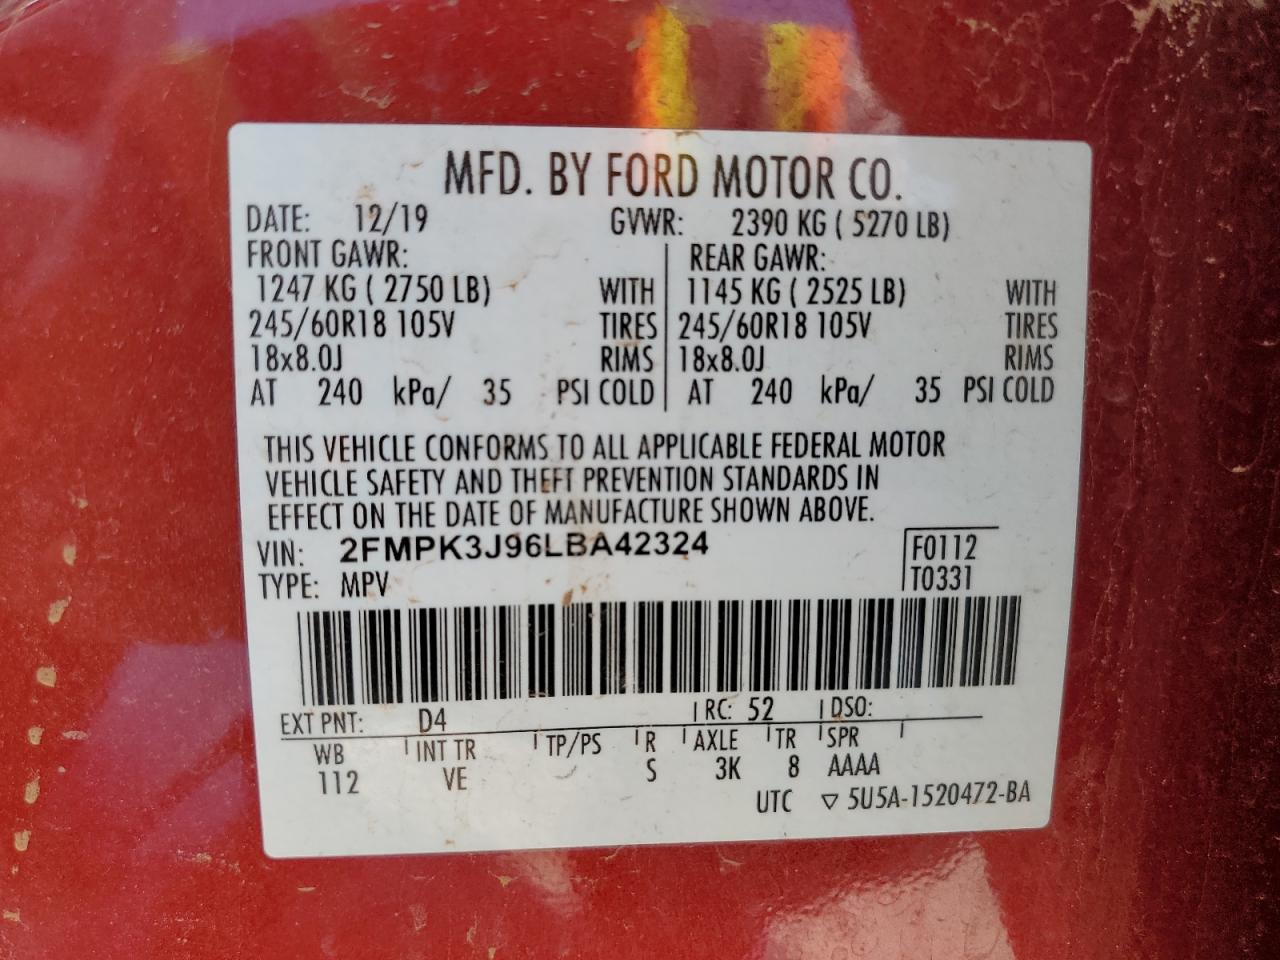 MFD. BY FORD MOTOR CO.
DATE: 12/19 GVWR: 2390 KG ( 5270 LB)
FRONT GAWR: REAR GAWR:
1247 KG ( 2750 LB) WITH 1145 KG ( 2525 LB) WITH
245/60R18 105V TIRES 245/60R18 105V TIRES
18x8.0J RIMS 18x8.0J RIMS
AT 240 kPa/ 35 PSI COLD AT 240 kPa/ 35 PSI COLD
THIS VEHICLE CONFORMS TO ALL APPLICABLE FEDERAL MOTOR
VEHICLE SAFETY AND THEFT PREVENTION STANDARDS IN
EFFECT ON THE DATE OF MANUFACTURE SHOWN ABOVE.
VIN: 2FMPK3J96LBA42324 F0112
TYPE: MPV T0331
EXT PNT: D4 RC: 52 DSO:
WB INT TR TP/PS R AXLE TR SPR
112 VE S 3K 8 AAAA
UTC ▽ 5U5A-1520472-BA